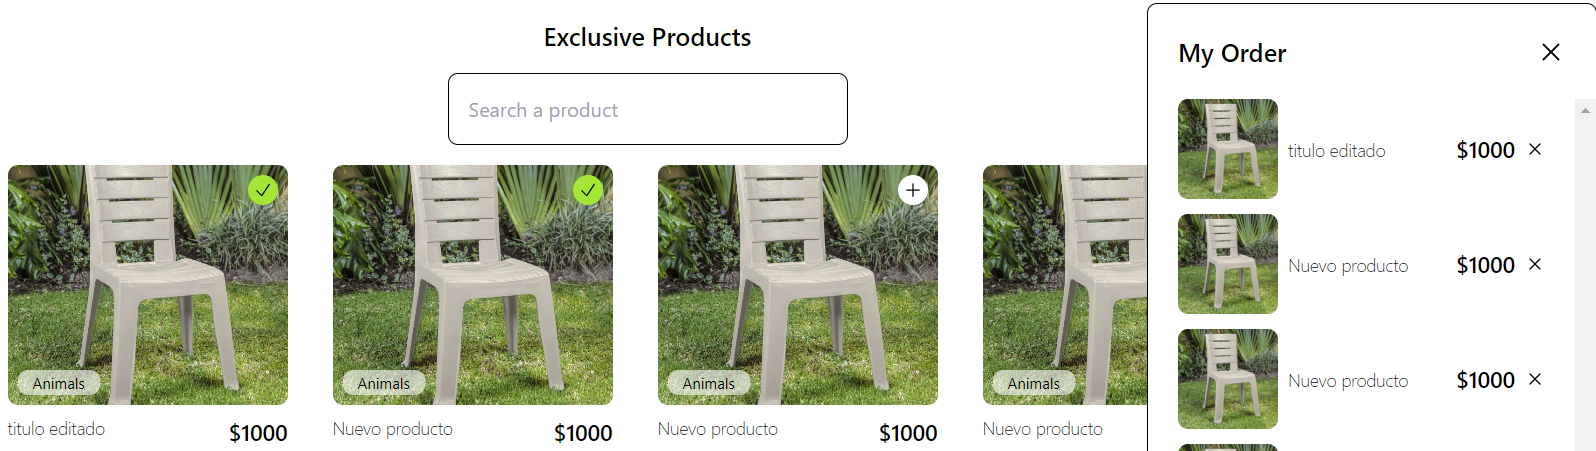 Exclusive Products
Search a product
Animals
titulo editado $1000
Animals
Nuevo producto $1000
Animals
Nuevo producto $1000
Animals
Nuevo producto
My Order
titulo editado $1000
Nuevo producto $1000
Nuevo producto $1000